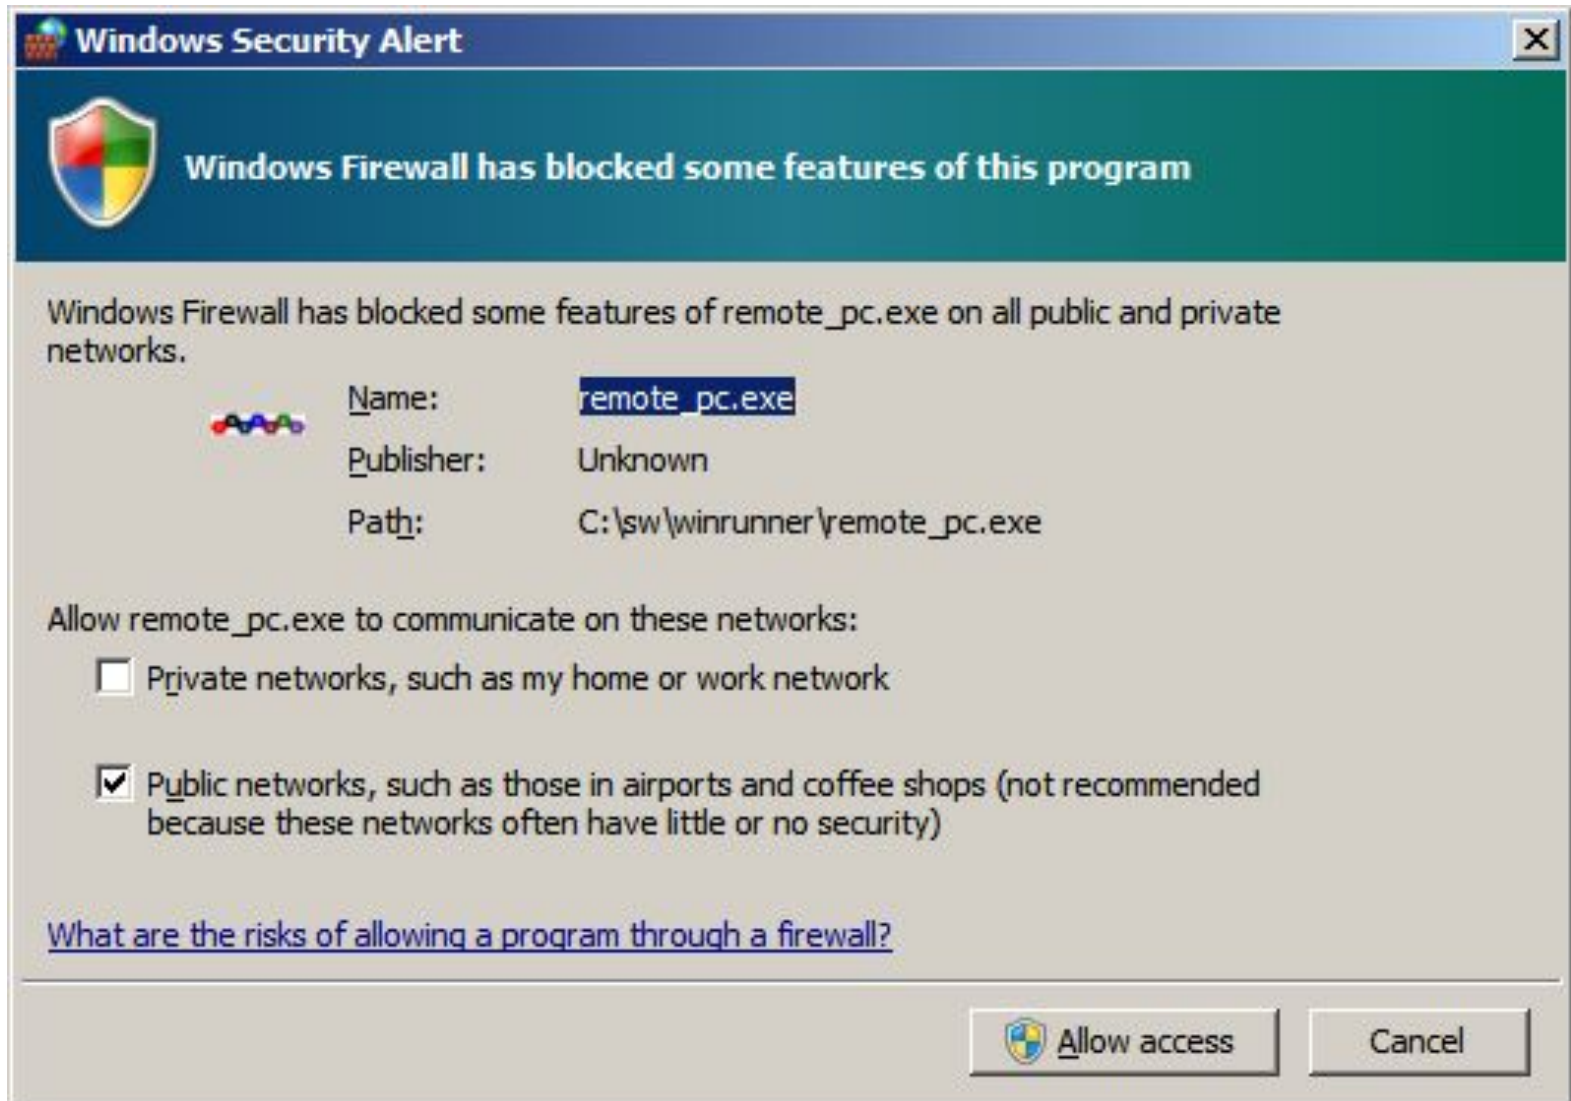 Windows Security Alert
Windows Firewall has blocked some features of this program
Windows Firewall has blocked some features of remote_pc.exe on all public and private
networks.
Name: remote_pc.exe
Publisher: Unknown
Path: C:\sw\winrunner\remote_pc.exe
Allow remote_pc.exe to communicate on these networks:
Private networks, such as my home or work network
Public networks, such as those in airports and coffee shops (not recommended
because these networks often have little or no security)
What are the risks of allowing a program through a firewall?
Allow access Cancel